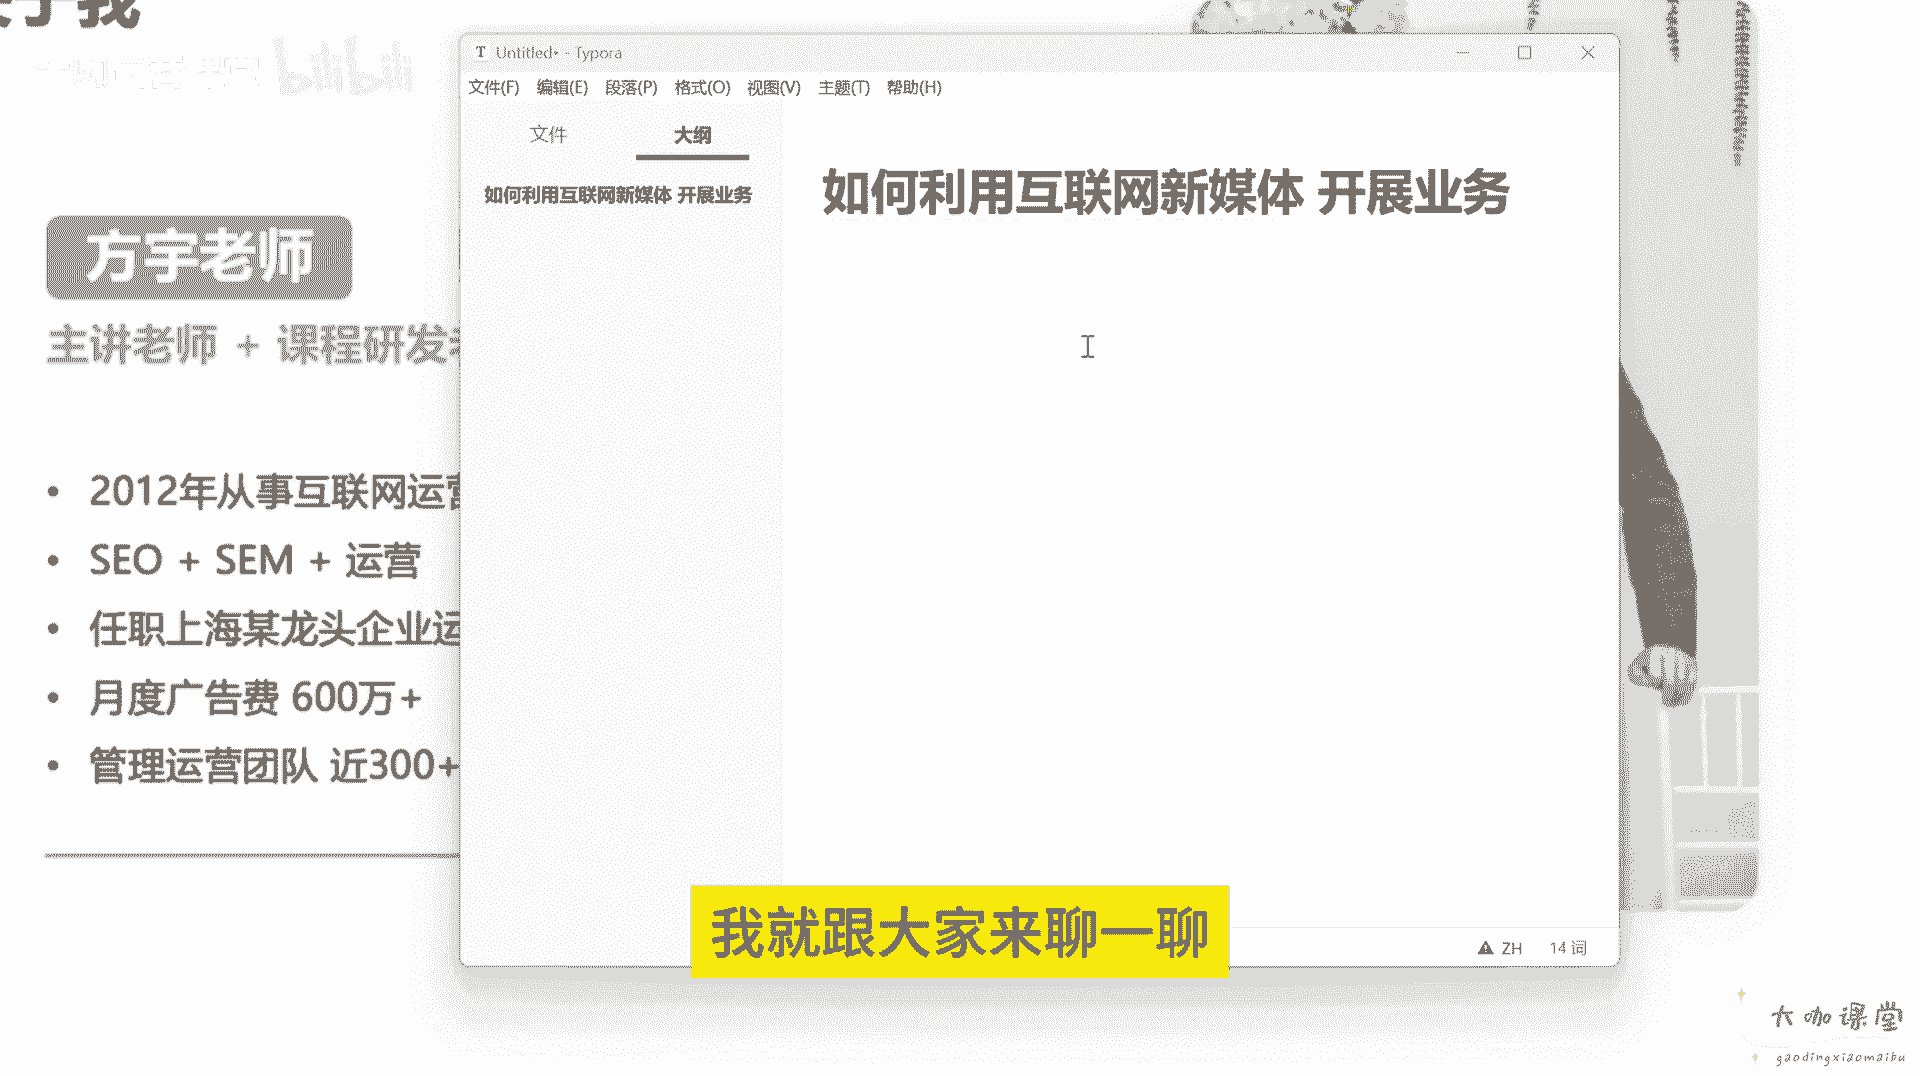 于我
bilibili
Untitled• - Typora
文件(F) 编辑(E) 段落(P) 格式(O) 视图(V) 主题(T) 帮助(H)
文件 大纲
如何利用互联网新媒体 开展业务
如何利用互联网新媒体 开展业务
方宇老师
主讲老师 + 课程研发
• 2012年从事互联网运营
• SEO + SEM + 运营
• 任职上海某龙头企业运
• 月度广告费 600万+
• 管理运营团队 近300+
我就跟大家来聊一聊
ZH 14 词
大咖课堂
gaodingxiaomaibu